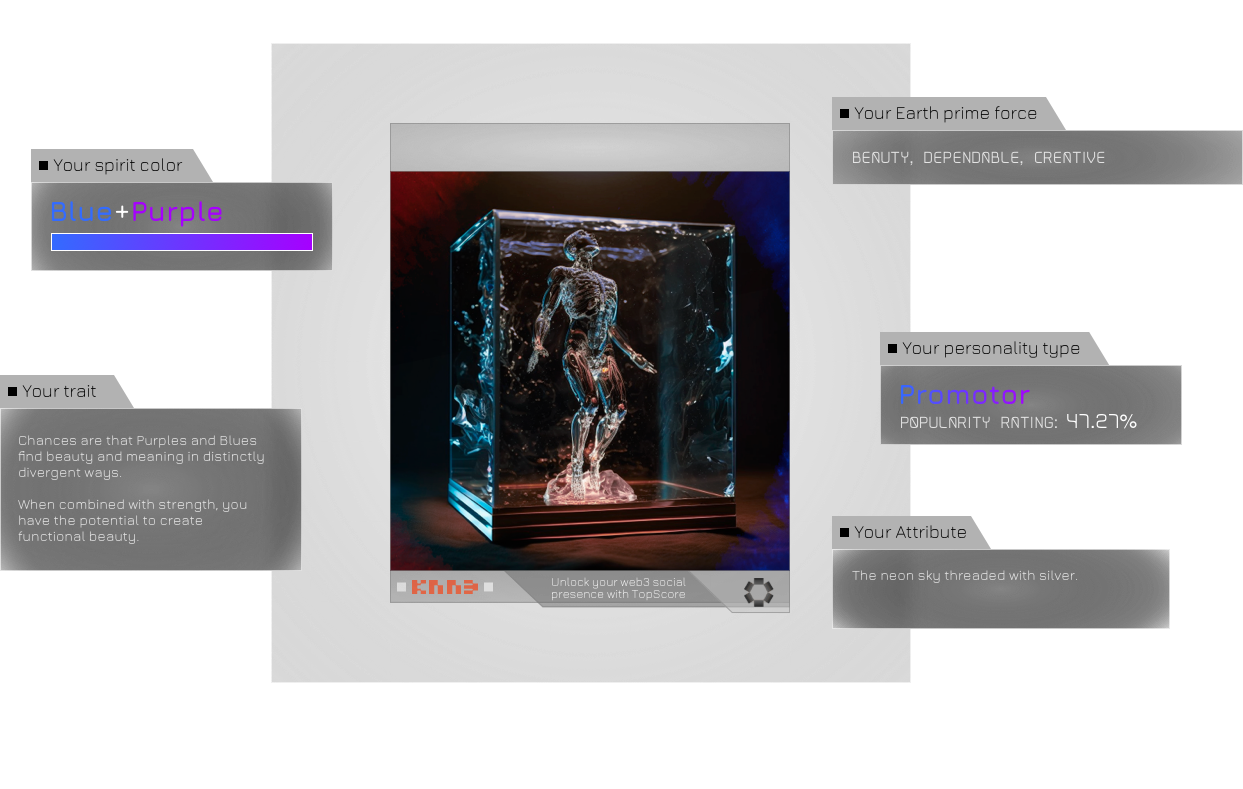 Your Earth prime force
BEAUTY, DEPENDABLE, CREATIVE
Your spirit color
Blue+Purple
Your personality type
Promotor
POPULARITY RATING: 47.27%
Your trait
Chances are that Purples and Blues
find beauty and meaning in distinctly
divergent ways.
When combined with strength, you
have the potential to create
functional beauty.
Your Attribute
The neon sky threaded with silver.
KNN3
Unlock your web3 social
presence with TopScore